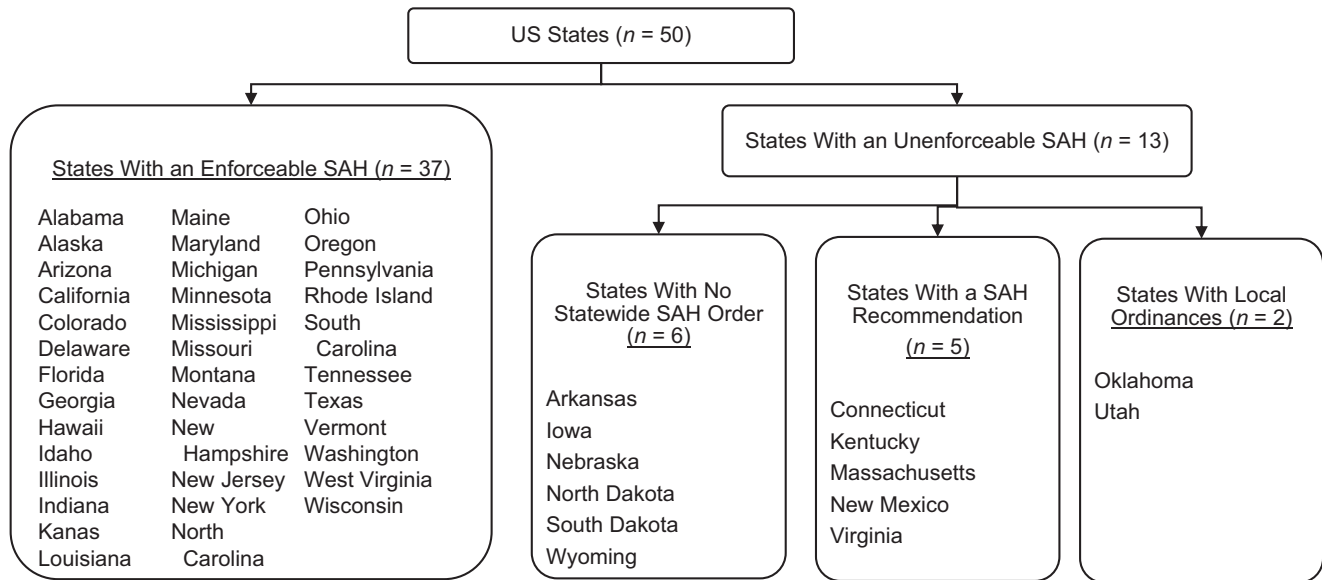 US States (n = 50)
States With an Enforceable SAH (n = 37)
Alabama
Alaska
Arizona
California
Colorado
Delaware
Florida
Georgia
Hawaii
Idaho
Illinois
Indiana
Kanas
Louisiana
Maine
Maryland
Michigan
Minnesota
Mississippi
Missouri
Montana
Nevada
New
Hampshire
New Jersey
New York
North
Carolina
Ohio
Oregon
Pennsylvania
Rhode Island
South
Carolina
Tennessee
Texas
Vermont
Washington
West Virginia
Wisconsin
States With an Unenforceable SAH (n = 13)
States With No
Statewide SAH Order
(n = 6)
Arkansas
Iowa
Nebraska
North Dakota
South Dakota
Wyoming
States With a SAH
Recommendation
(n = 5)
Connecticut
Kentucky
Massachusetts
New Mexico
Virginia
States With Local
Ordinances (n = 2)
Oklahoma
Utah